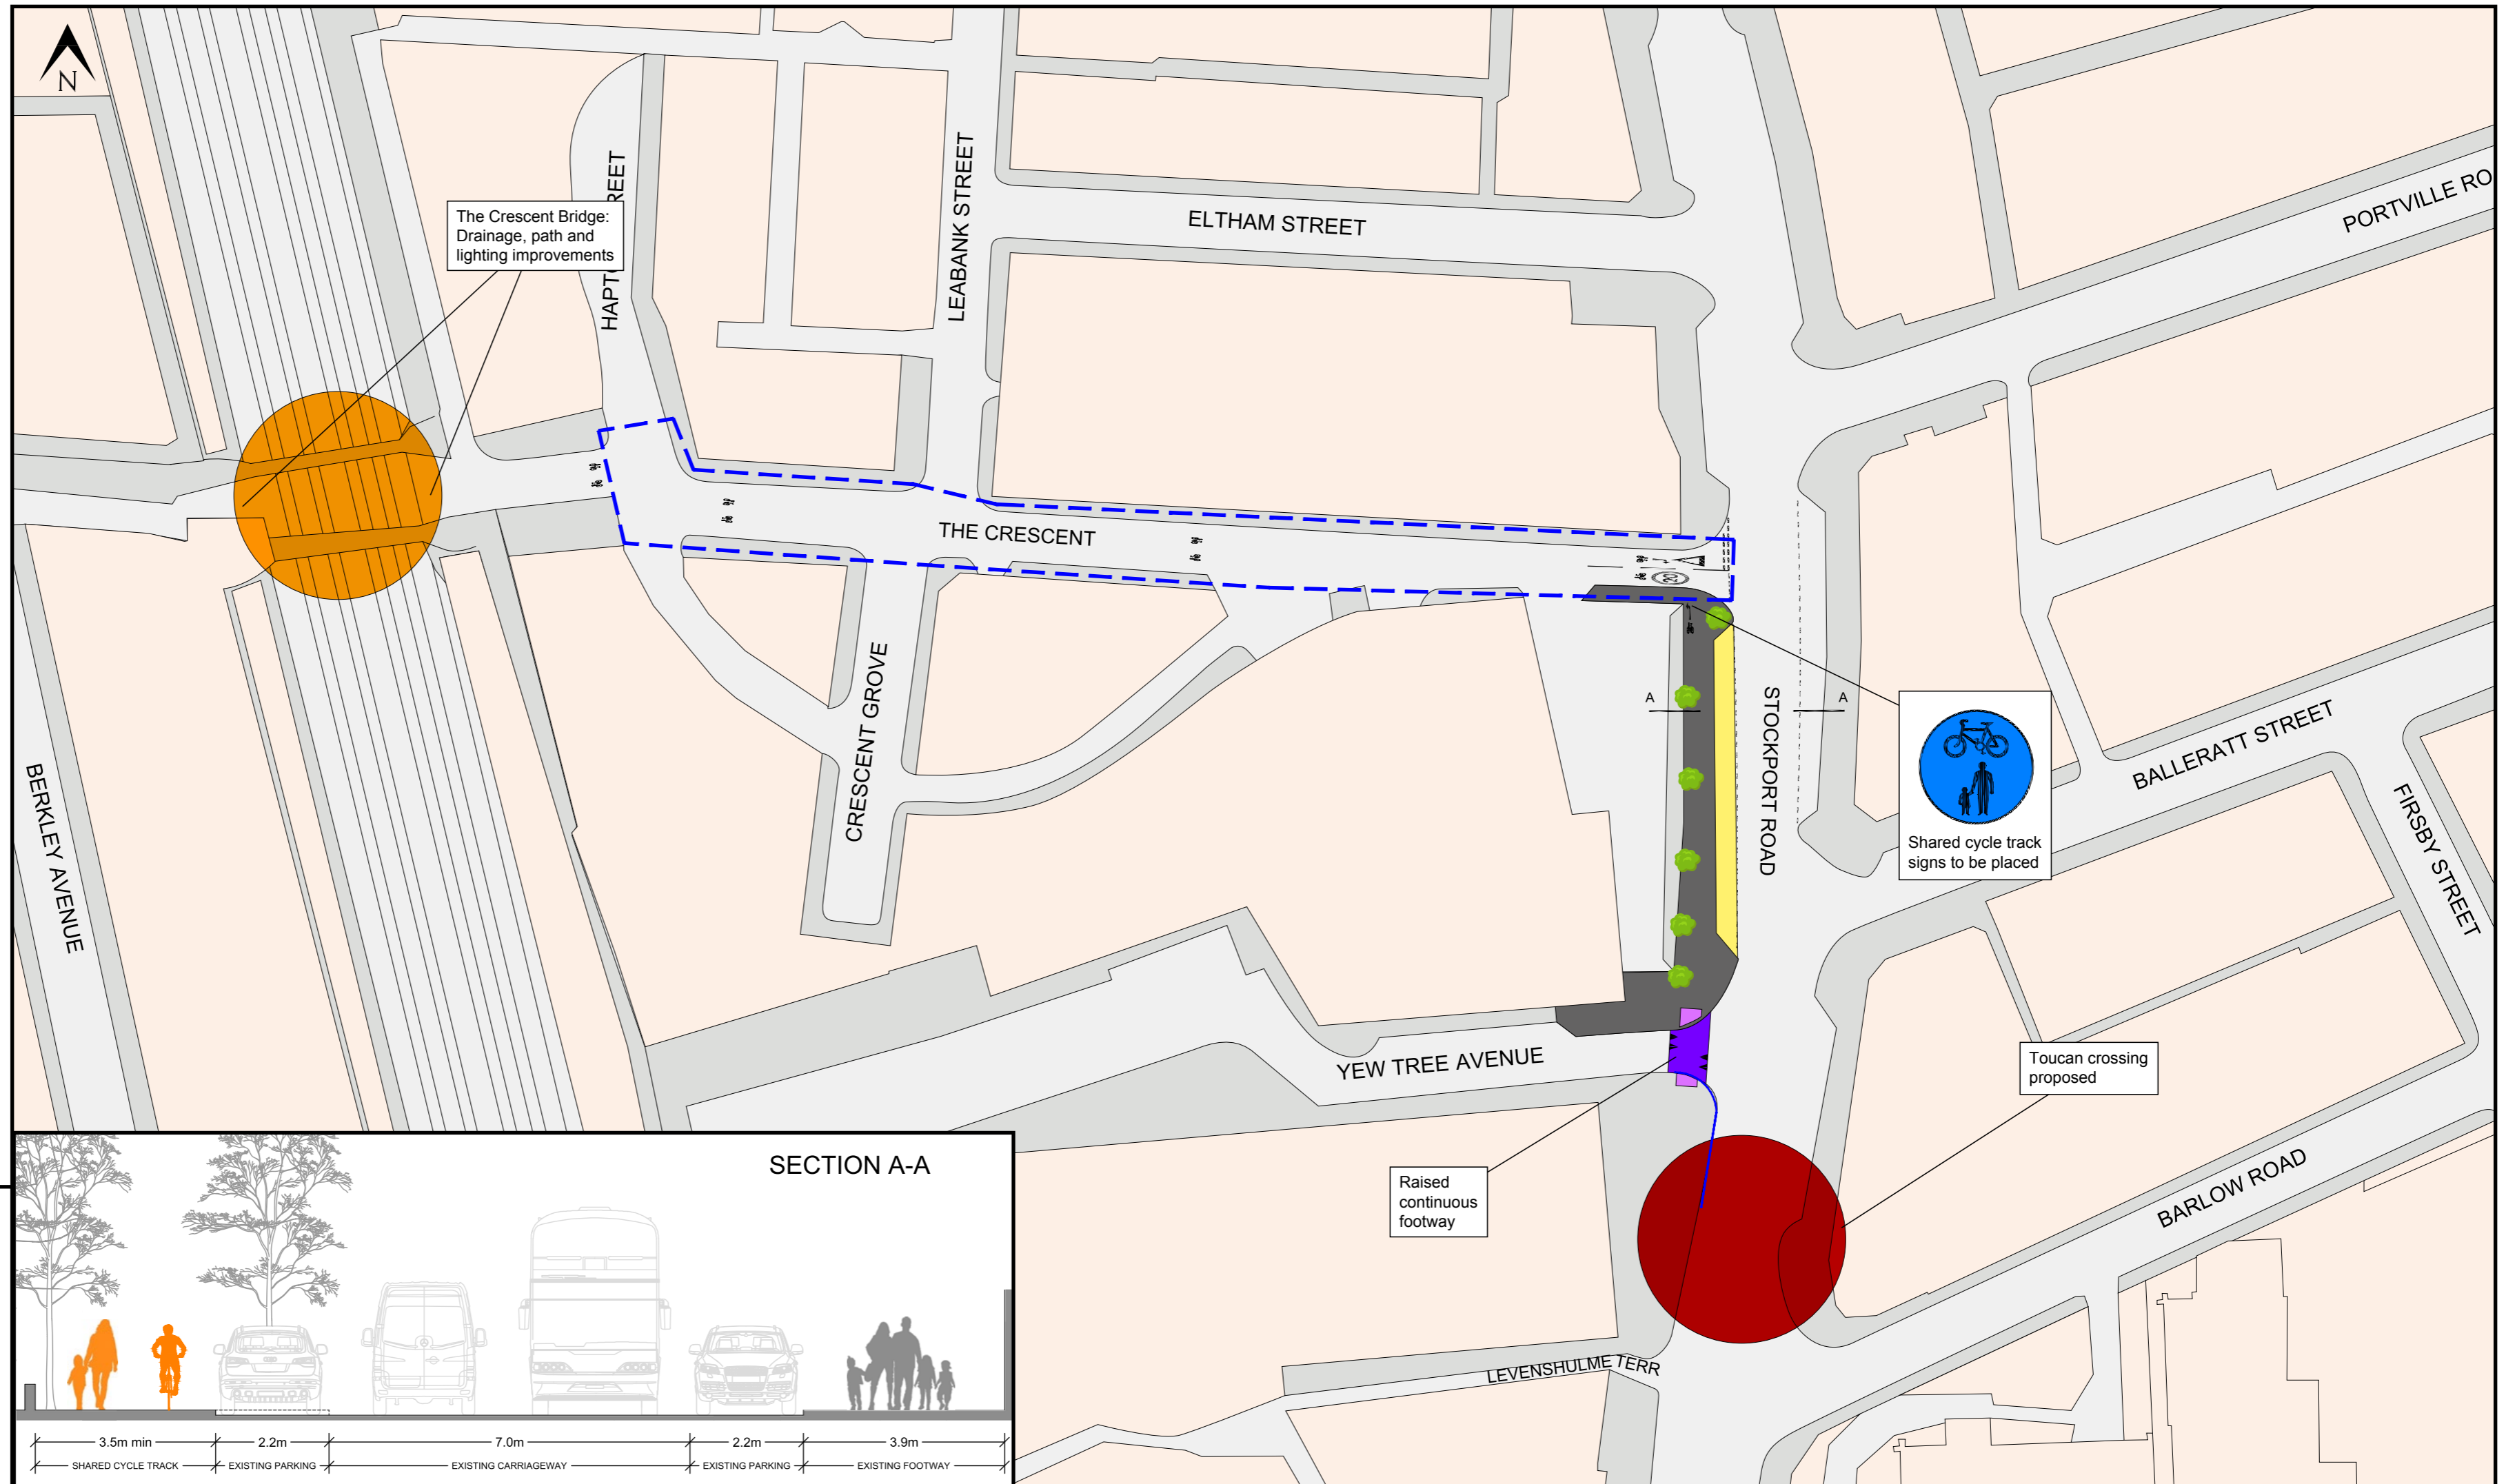 N
The Crescent Bridge:
Drainage, path and
lighting improvements
LEABANK STREET
ELTHAM STREET
PORTVILLE RO
THE CRESCENT
20
CRESCENT GROVE
A
A
STOCKPORT ROAD
Shared cycle track
signs to be placed
BALLERATT STREET
FIRSBY STREET
BERKLEY AVENUE
YEW TREE AVENUE
Toucan crossing
proposed
Raised
continuous
footway
BARLOW ROAD
LEVENSHULME TERR
SECTION A-A
3.5m min
2.2m
7.0m
2.2m
3.9m
SHARED CYCLE TRACK
EXISTING PARKING
EXISTING CARRIAGEWAY
EXISTING PARKING
EXISTING FOOTWAY